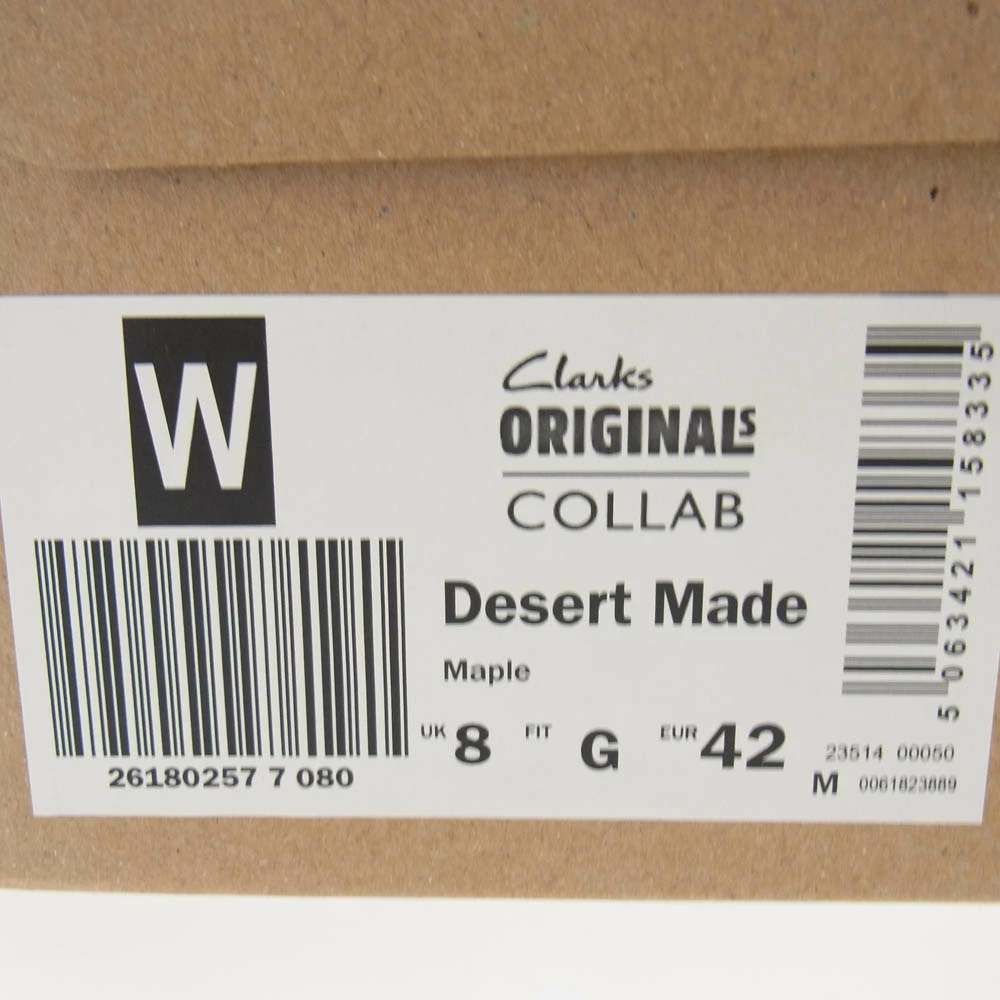 W
Clarks
ORIGINALS
COLLAB
Desert Made
Maple
UK 8 FIT G EUR 42
26180257 7 080
23514 00050
M 0061823889
5 063421 158335